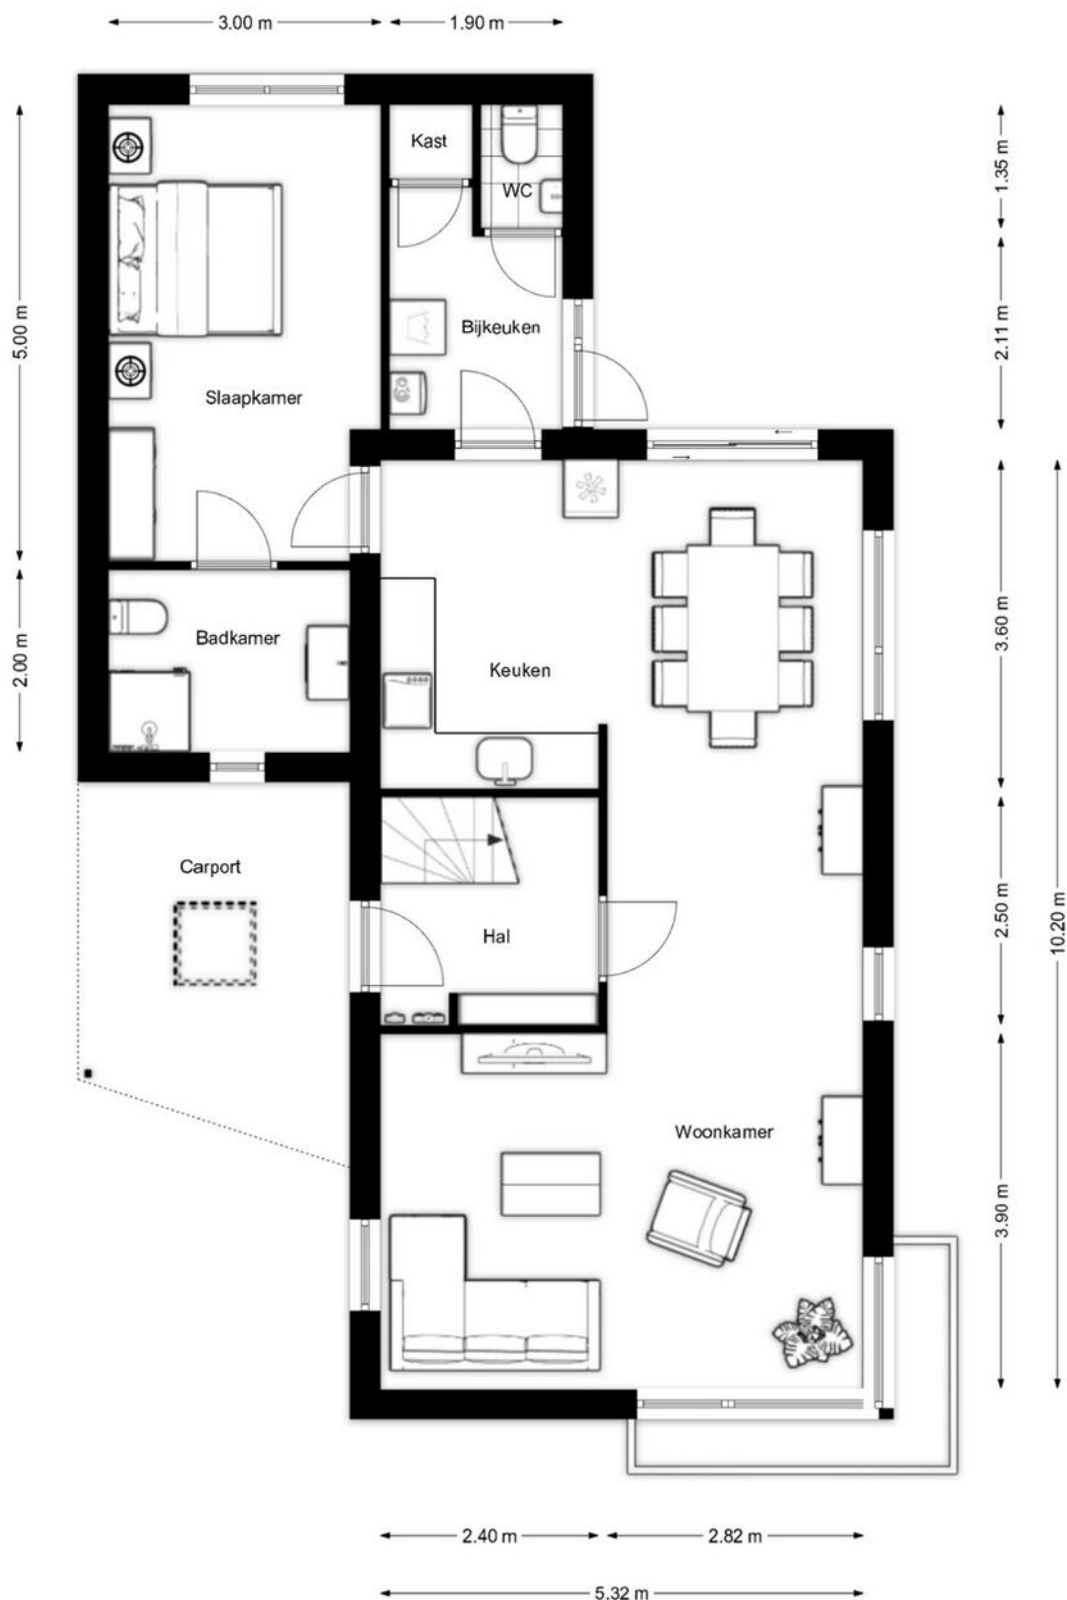 3.00 m
1.90 m
Kast
1.35 m
WC
5.00 m
2.11 m
Bijkeuken
Slaapkamer
3.60 m
Badkamer
2.00 m
Keuken
Carport
2.50 m
10.20 m
Hal
Woonkamer
3.90 m
2.40 m
2.82 m
5.32 m